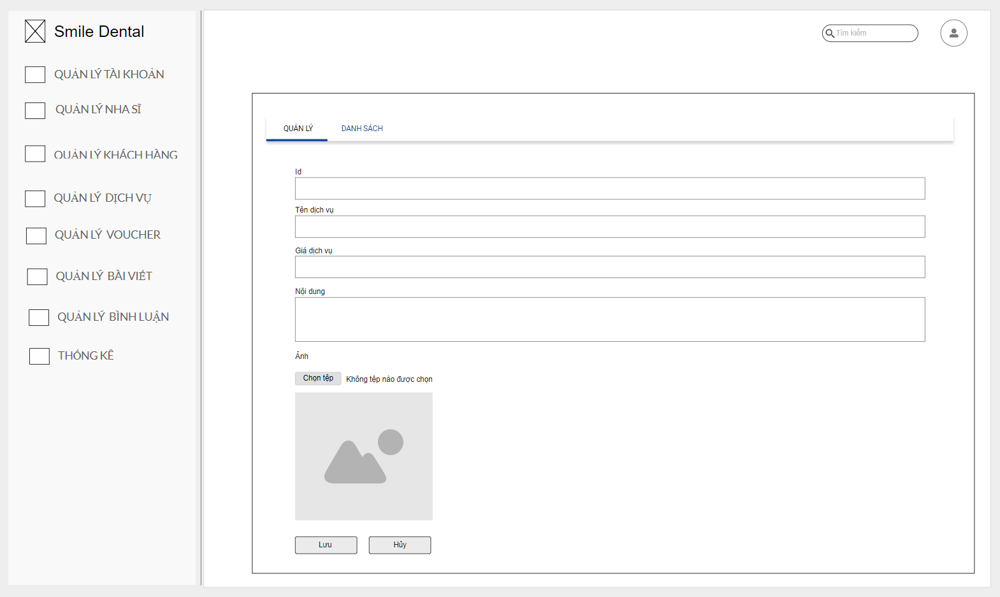 Smile Dental
Tìm kiếm
QUẢN LÝ TÀI KHOẢN
QUẢN LÝ NHA SĨ
QUẢN LÝ KHÁCH HÀNG
QUẢN LÝ DỊCH VỤ
QUẢN LÝ VOUCHER
QUẢN LÝ BÀI VIẾT
QUẢN LÝ BÌNH LUẬN
THỐNG KÊ
QUẢN LÝ DANH SÁCH
Id
Tên dịch vụ
Giá dịch vụ
Nội dung
Ảnh
Chọn tệp Không tệp nào được chọn
Lưu Hủy